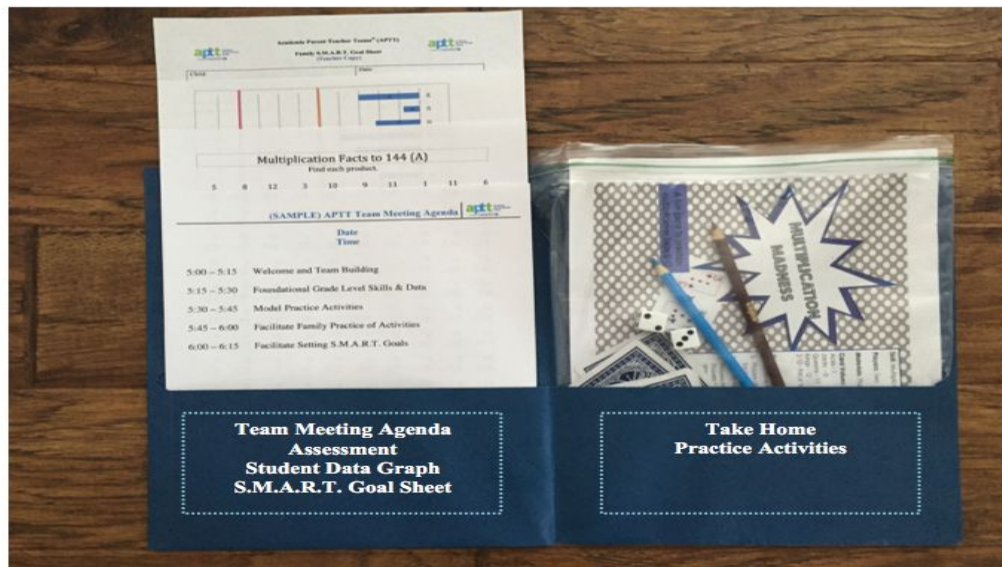 aptt
Academic Parent Teacher Teams® (APTT)
aptt
Family S.M.A.R.T. Goal Sheet
(Teacher Copy)
Child
Date
Multiplication Facts to 144 (A)
Find each product.
5 8 12 3 10 9 11 1 11 6
(SAMPLE) APTT Team Meeting Agenda
aptt
Date
Time
5:00 – 5:15 Welcome and Team Building
5:15 – 5:30 Foundational Grade Level Skills & Data
5:30 – 5:45 Model Practice Activities
5:45 – 6:00 Facilitate Family Practice of Activities
6:00 – 6:15 Facilitate Setting S.M.A.R.T. Goals
Team Meeting Agenda
Assessment
Student Data Graph
S.M.A.R.T. Goal Sheet
MULTIPLICATION
MADNESS
Take Home
Practice Activities